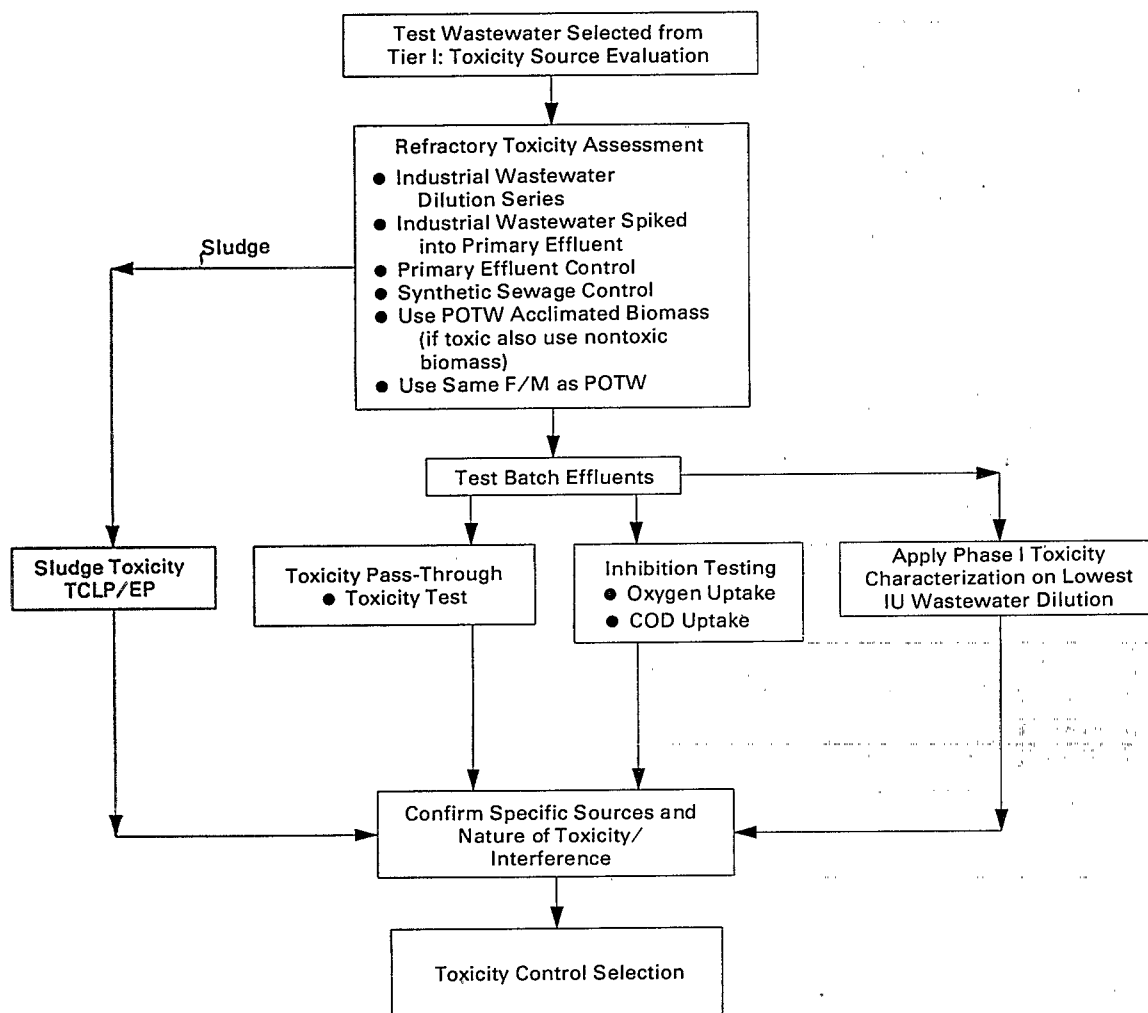 Test Wastewater Selected from
Tier I: Toxicity Source Evaluation
Refractory Toxicity Assessment
● Industrial Wastewater
Dilution Series
● Industrial Wastewater Spiked
into Primary Effluent
● Primary Effluent Control
● Synthetic Sewage Control
● Use POTW Acclimated Biomass
(if toxic also use nontoxic
biomass)
● Use Same F/M as POTW
Sludge
Test Batch Effluents
Sludge Toxicity
TCLP/EP
Toxicity Pass-Through
● Toxicity Test
Inhibition Testing
● Oxygen Uptake
● COD Uptake
Apply Phase I Toxicity
Characterization on Lowest
IU Wastewater Dilution
Confirm Specific Sources and
Nature of Toxicity/
Interference
Toxicity Control Selection